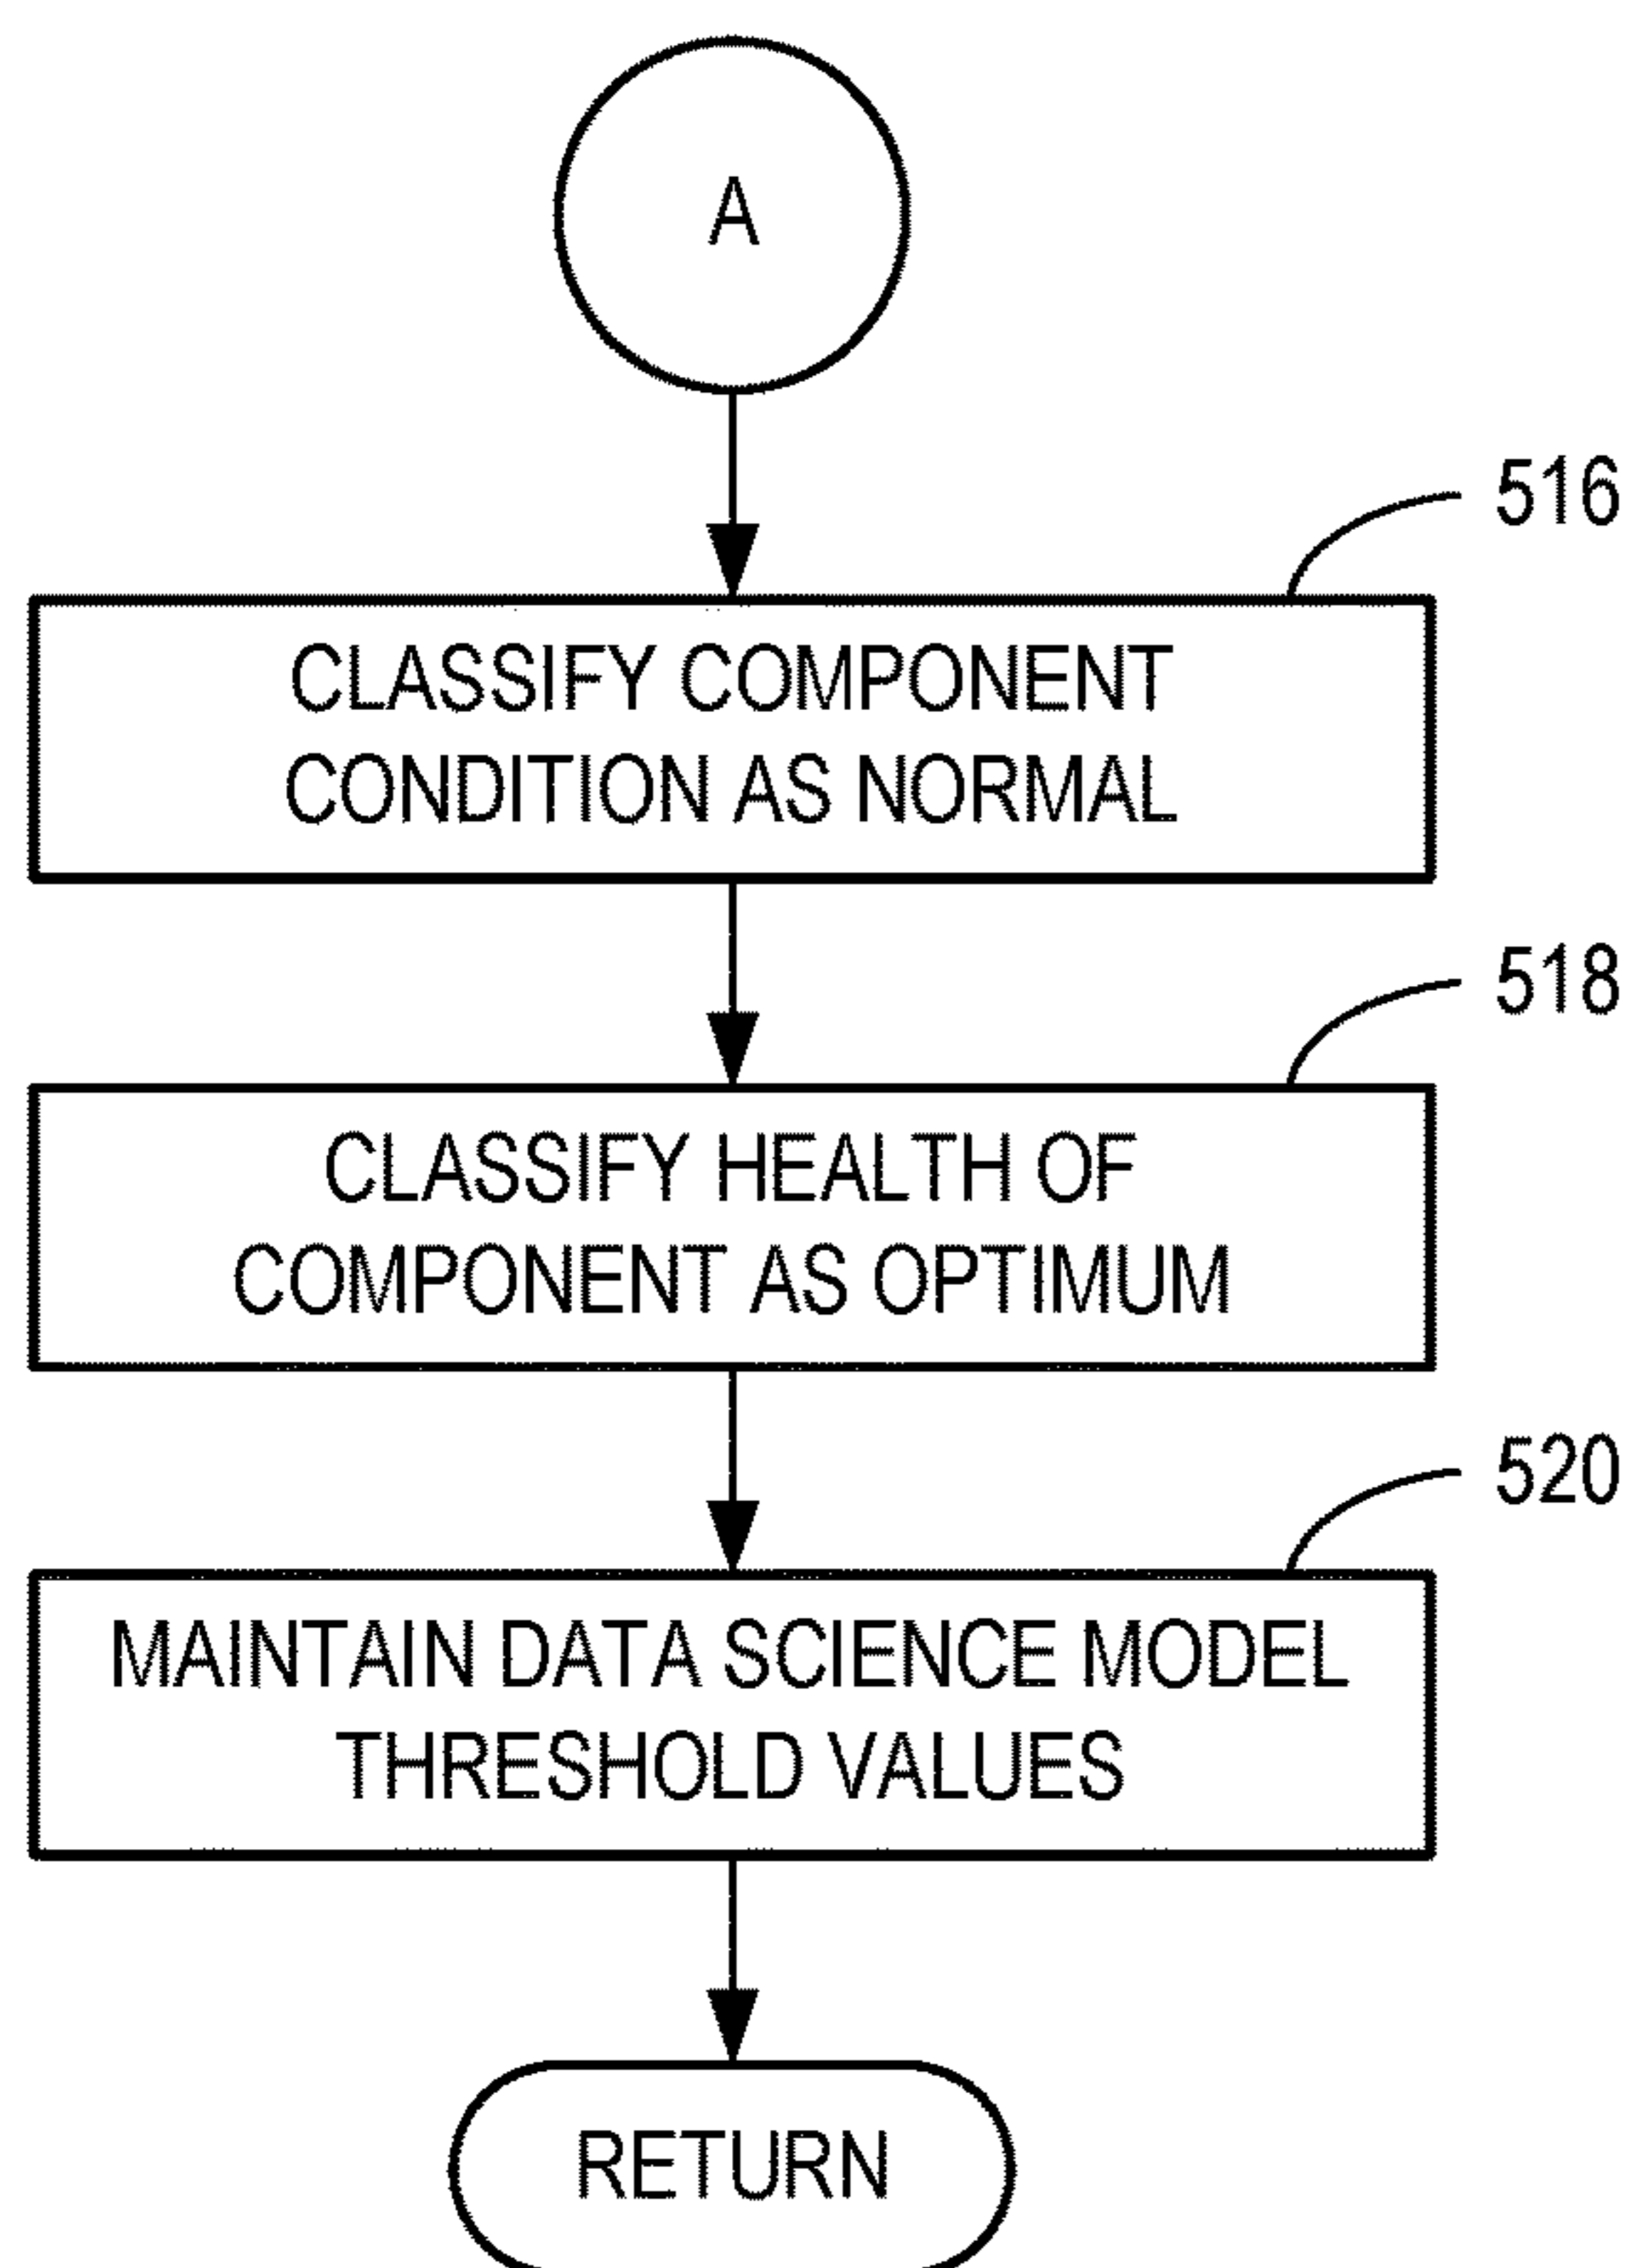 A
516
CLASSIFY COMPONENT
CONDITION AS NORMAL
518
CLASSIFY HEALTH OF
COMPONENT AS OPTIMUM
520
MAINTAIN DATA SCIENCE MODEL
THRESHOLD VALUES
RETURN